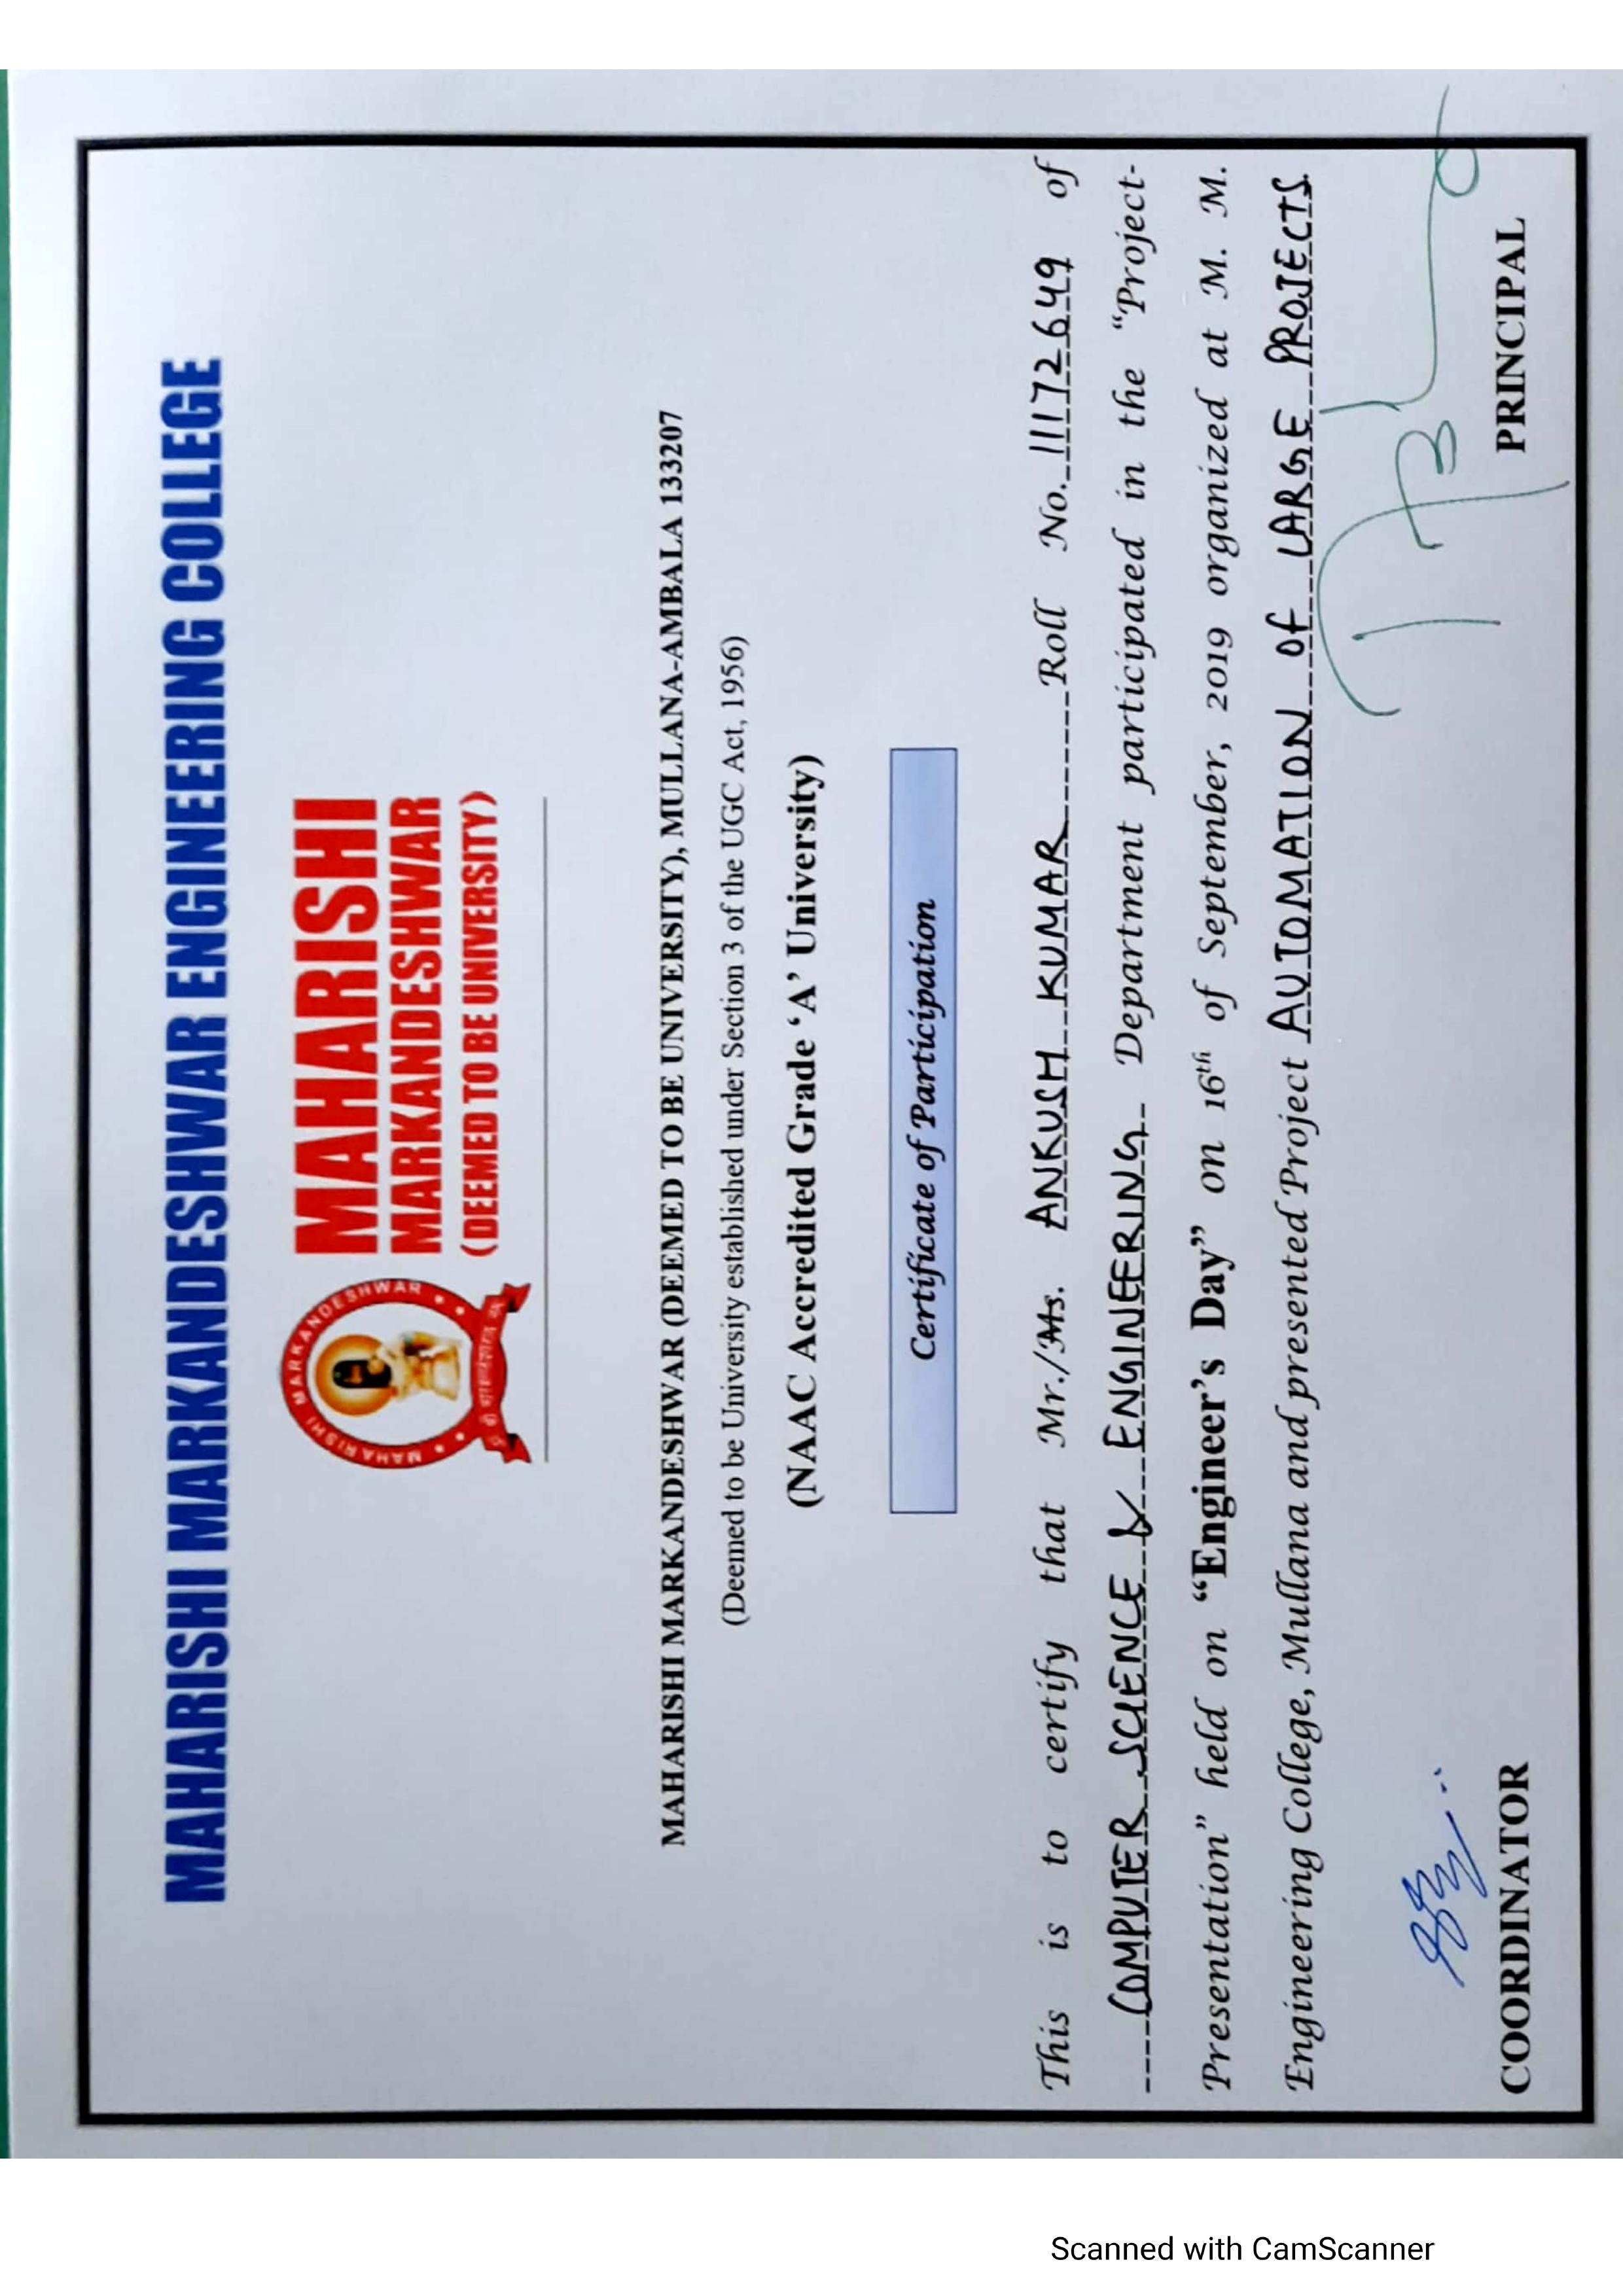 MAHARISHI MARKANDESHWAR ENGINEERING COLLEGE
MAHARISHI MARKANDESHWAR
MAHARISHI
MARKANDESHWAR
(DEEMED TO BE UNIVERSITY)
MAHARISHI MARKANDESHWAR (DEEMED TO BE UNIVERSITY), MULLANA-AMBALA 133207
(Deemed to be University established under Section 3 of the UGC Act, 1956)
(NAAC Accredited Grade ‘A’ University)
Certificate of Participation
This is to certify that Mr./Ms. ANKUSH KUMAR Roll No. 11172649 of
COMPUTER SCIENCE & ENGINEERING Department participated in the “Project-
Presentation” held on “Engineer’s Day” on 16th of September, 2019 organized at M. M.
Engineering College, Mullana and presented Project AUTOMATION OF LARGE PROJECTS.
COORDINATOR
PRINCIPAL
Scanned with CamScanner